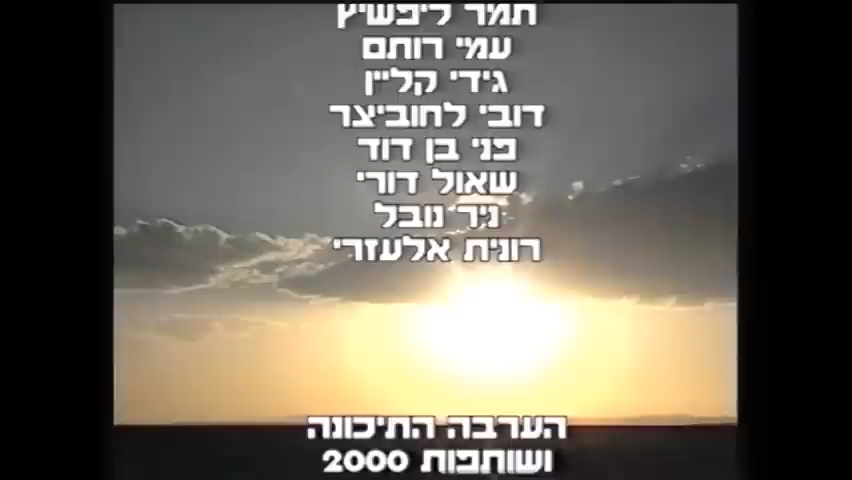 תמר ליפשיץ
עמי רותם
גידי קליין
דובי לחוביצר
פני בן דוד
שאול דורי
ניר נובל
רונית אלעזרי
הערבה התיכונה
ושותפות 2000